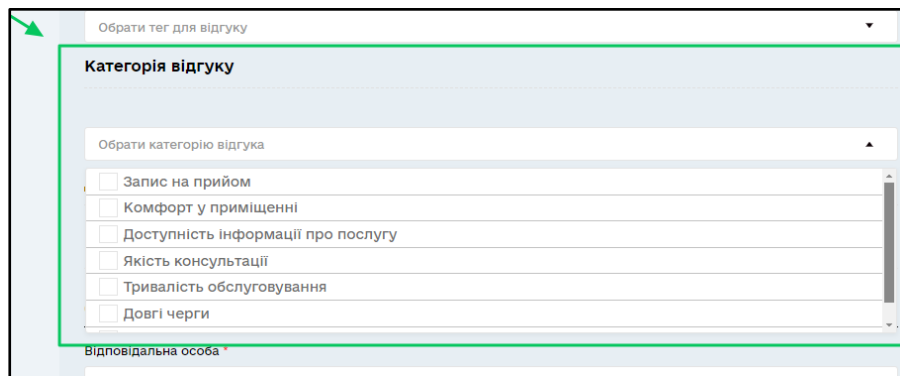 Обрати тег для відгуку
Категорія відгуку
Обрати категорію відгука
Запис на прийом
Комфорт у приміщенні
Доступність інформації про послугу
Якість консультації
Тривалість обслуговування
Довгі черги
Відповідальна особа *